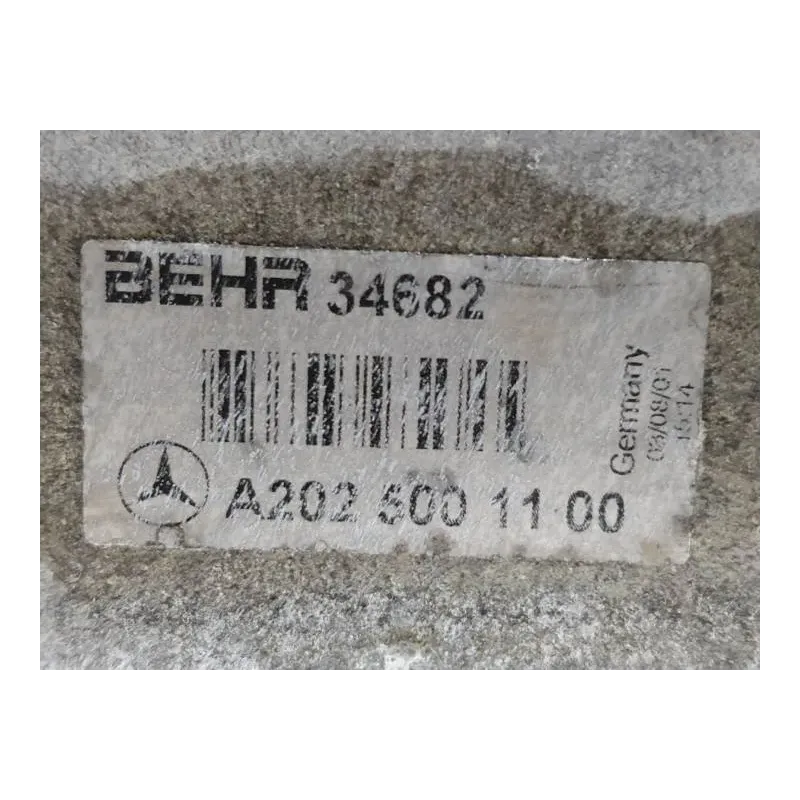 BEHR 34682
A202 500 11 00
Germany
03/08/01
15:14